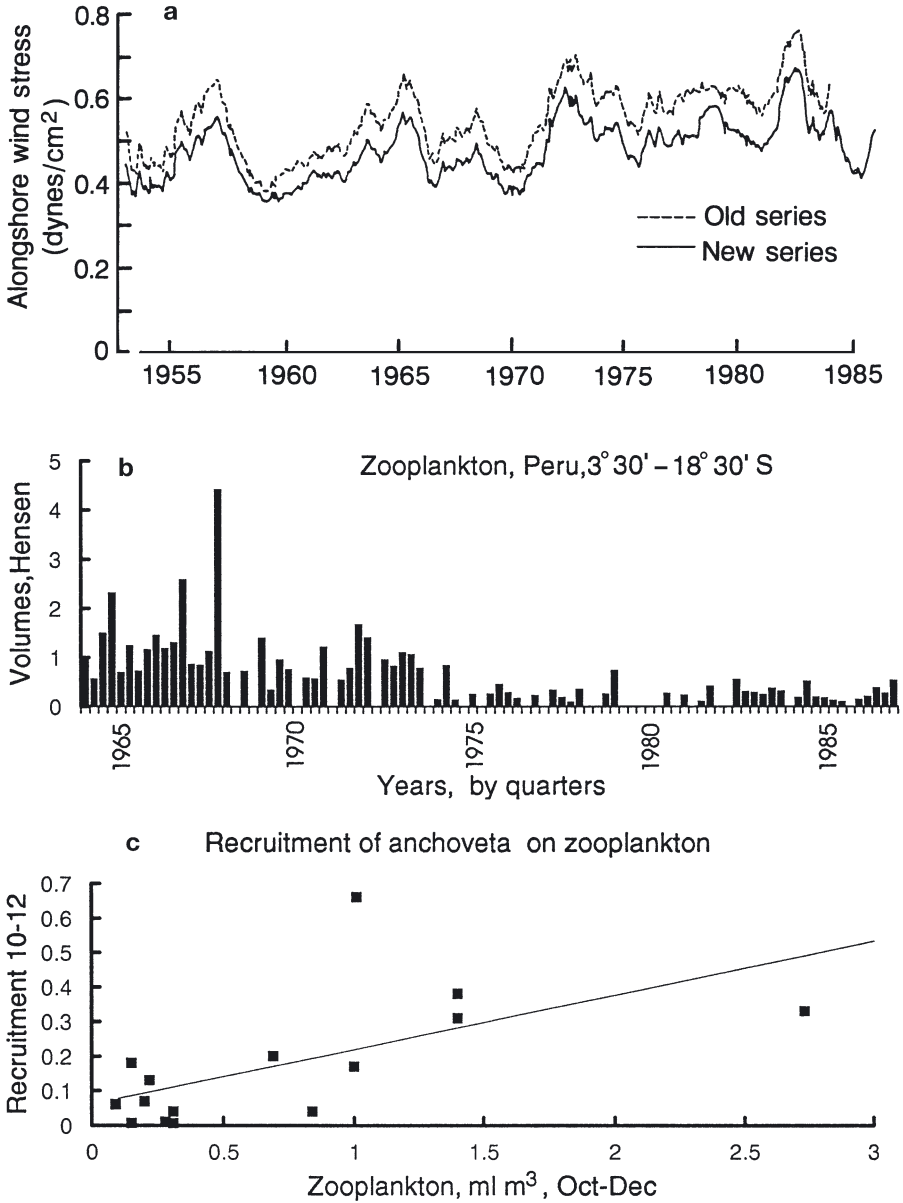 a
Alongshore wind stress
(dynes/cm2)
0.8
0.6
0.4
0.2
0
Old series
New series
1955 1960 1965 1970 1975 1980 1985
b
Zooplankton, Peru,3° 30' – 18° 30' S
Volumes,Hensen
5
4
3
2
1
0
1965 1970 1975 1980 1985
Years, by quarters
c Recruitment of anchoveta on zooplankton
Recruitment 10-12
0.7
0.6
0.5
0.4
0.3
0.2
0.1
0
0 0.5 1 1.5 2 2.5 3
Zooplankton, ml m3 , Oct-Dec